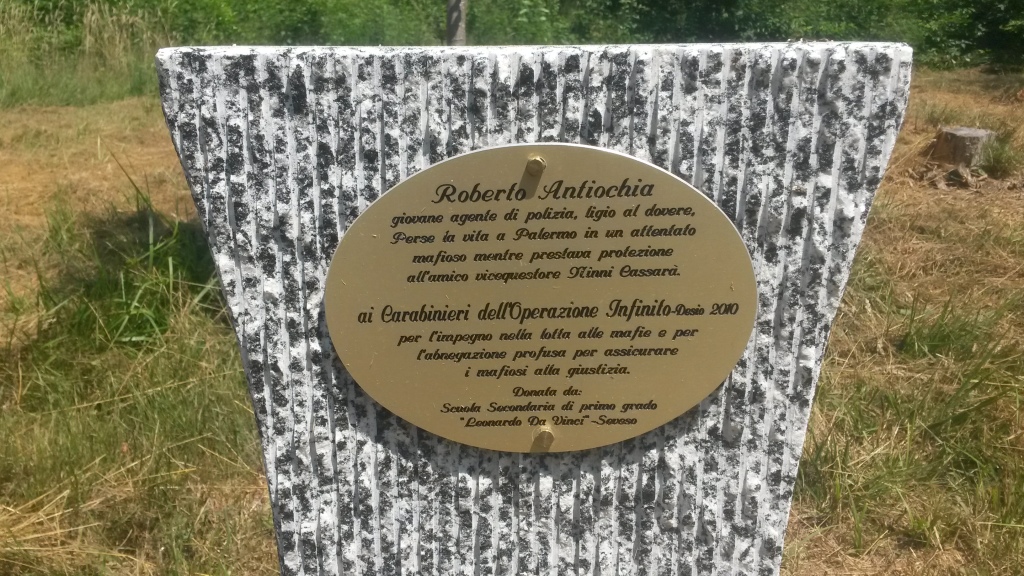 Roberto Antiochia
giovane agente di polizia, ligio al dovere,
Perse la vita a Palermo in un attentato
mafioso mentre prestava protezione
all'amico vicequestore Ninni Cassarà.
ai Carabinieri dell'Operazione Infinito-Desio 2010
per l'impegno nella lotta alle mafie e per
l'abnegazione profusa per assicurare
i mafiosi alla giustizia.
Donata da:
Scuola Secondaria di primo grado
"Leonardo Da Vinci"-Seveso